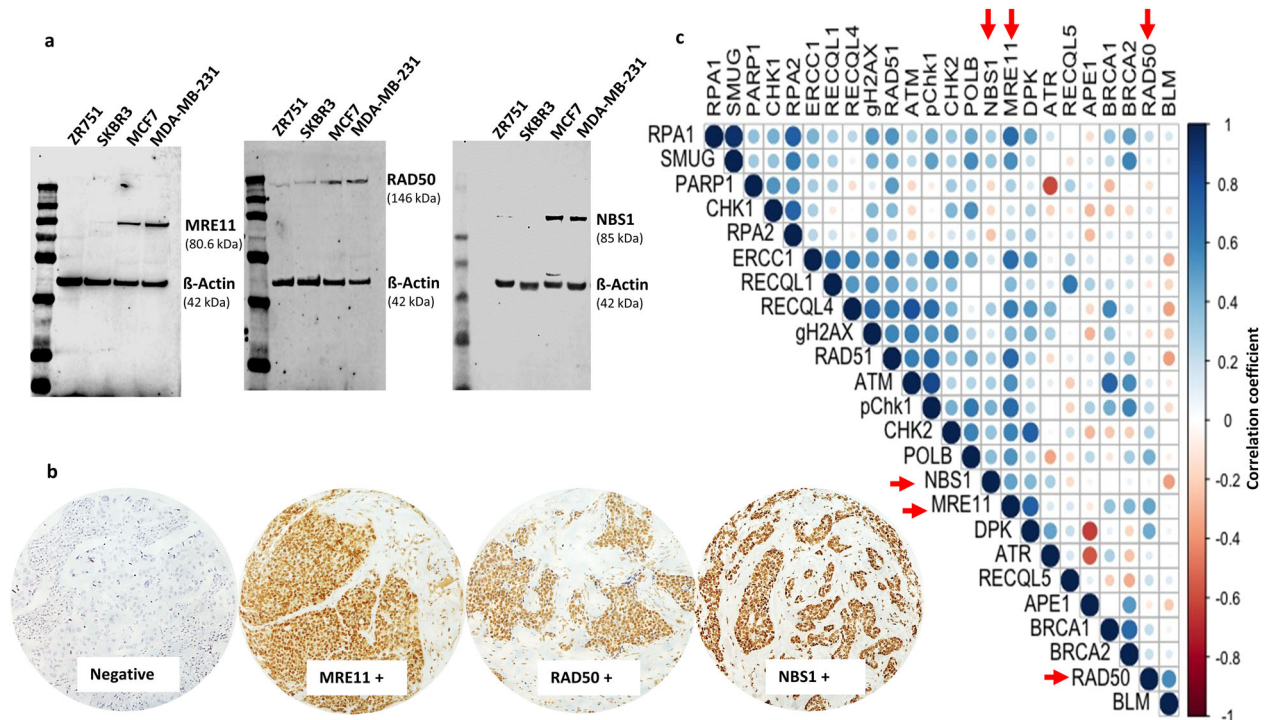 a
ZR751
SKBR3
MCF7
MDA-MB-231
MRE11
(80.6 kDa)
ß-Actin
(42 kDa)
ZR751
SKBR3
MCF7
MDA-MB-231
RAD50
(146 kDa)
ß-Actin
(42 kDa)
ZR751
SKBR3
MCF7
MDA-MB-231
NBS1
(85 kDa)
ß-Actin
(42 kDa)
b
Negative
MRE11 +
RAD50 +
NBS1 +
c
RPA1
SMUG
PARP1
CHK1
RPA2
ERCC1
RECQL1
RECQL4
gH2AX
RAD51
ATM
pChk1
CHK2
POLB
NBS1
MRE11
DPK
ATR
RECQL5
APE1
BRCA1
BRCA2
RAD50
BLM
RPA1
SMUG
PARP1
CHK1
RPA2
ERCC1
RECQL1
RECQL4
gH2AX
RAD51
ATM
pChk1
CHK2
POLB
NBS1
MRE11
DPK
ATR
RECQL5
APE1
BRCA1
BRCA2
RAD50
BLM
1
0.8
0.6
0.4
0.2
0
-0.2
-0.4
-0.6
-0.8
-1
Correlation coefficient